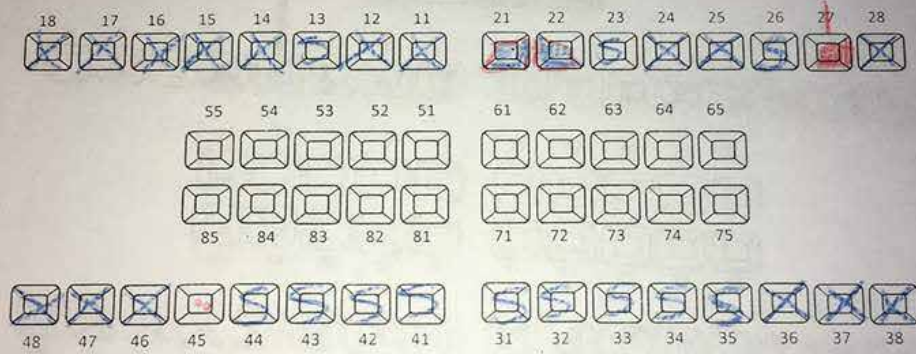 18 17 16 15 14 13 12 11 21 22 23 24 25 26 27 28
X X X X X S X X S X X S X
55 54 53 52 51 61 62 63 64 65
85 84 83 82 81 71 72 73 74 75
X X X S S S S S S S S S X X X
48 47 46 45 44 43 42 41 31 32 33 34 35 36 37 38